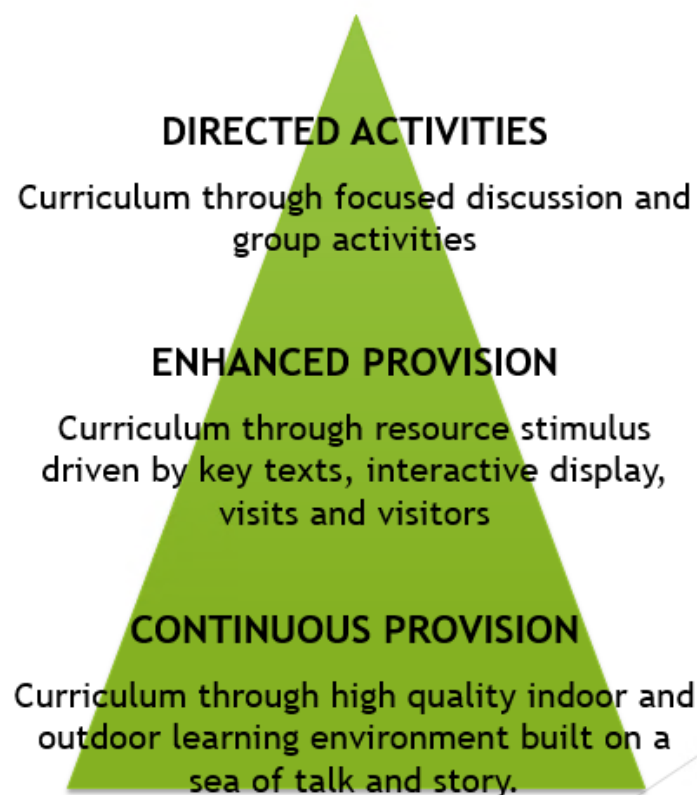 DIRECTED ACTIVITIES
Curriculum through focused discussion and
group activities
ENHANCED PROVISION
Curriculum through resource stimulus
driven by key texts, interactive display,
visits and visitors
CONTINUOUS PROVISION
Curriculum through high quality indoor and
outdoor learning environment built on a
sea of talk and story.